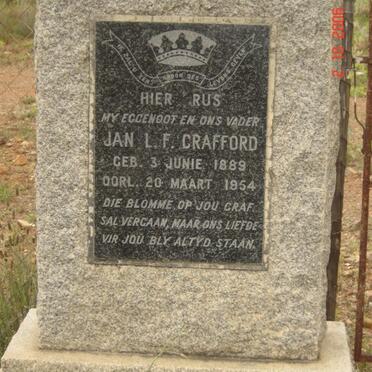 HIER RUS
MY EGGENOOT EN ONS VADER
JAN L.F. CRAFFORD
GEB. 3 JUNIE 1889
OORL. 20 MAART 1954
DIE BLOMME OP JOU GRAF
SAL VERGAAN, MAAR ONS LIEFDE
VIR JOU BLY ALTYD STAAN.